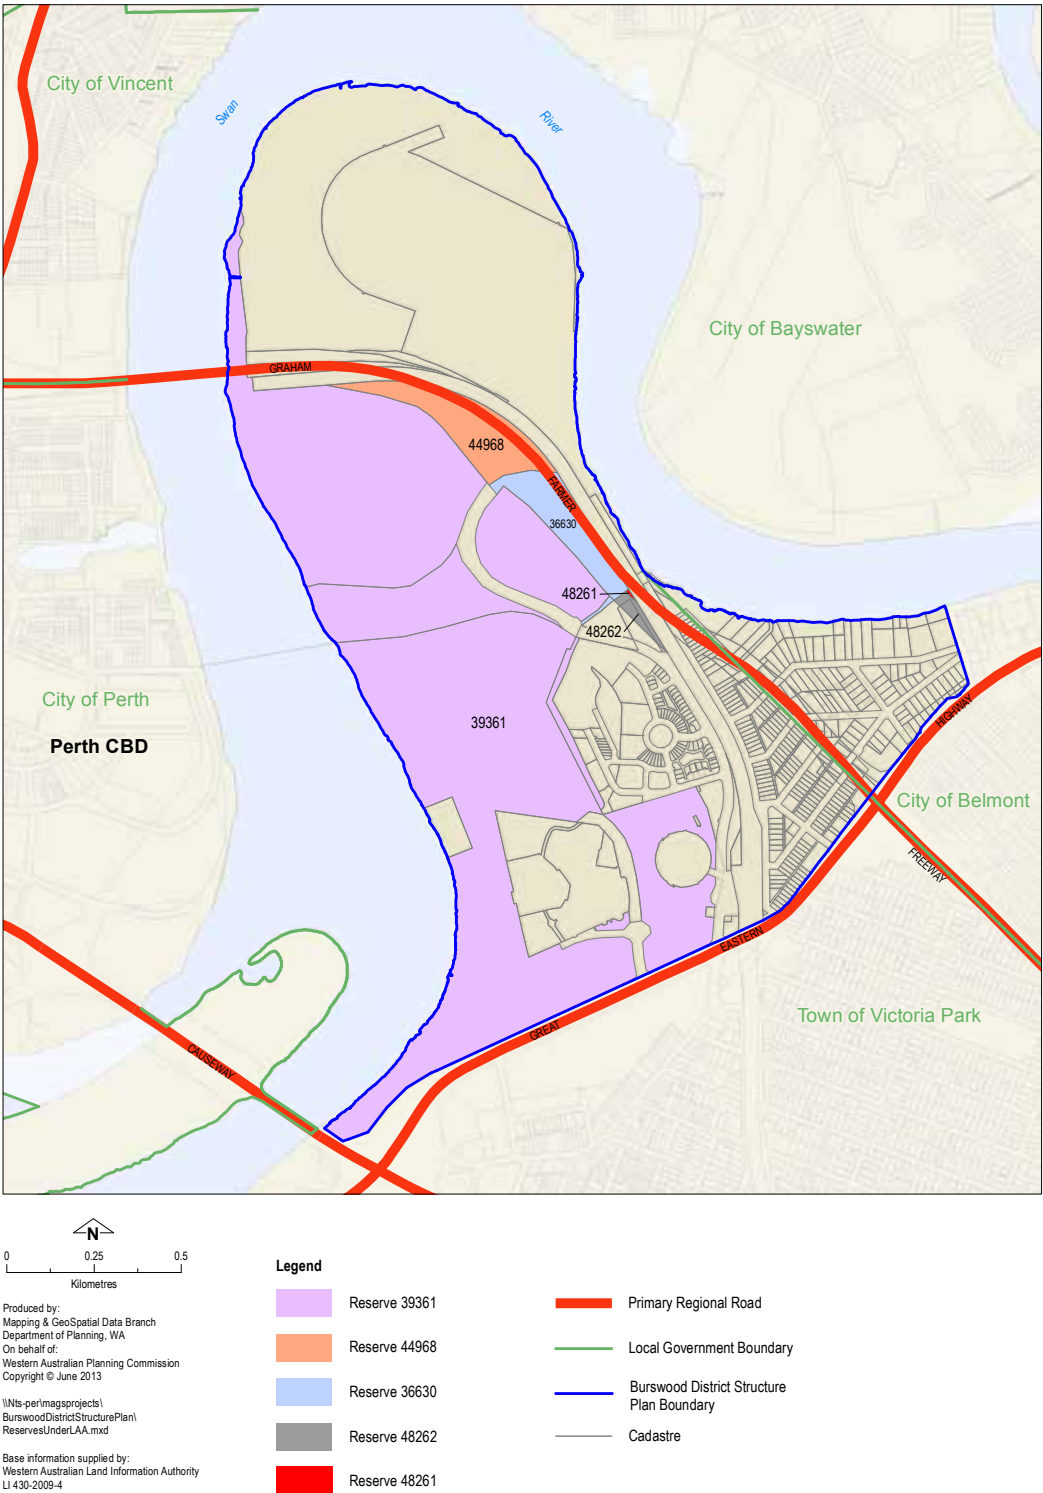 City of Vincent
Swan
River
City of Bayswater
GRAHAM
44968
FARMER
36630
48261
48262
City of Perth
39361
Perth CBD
HIGHWAY
City of Belmont
FREEWAY
EASTERN
Town of Victoria Park
GREAT
CAUSEWAY
N
0 0.25 0.5
Kilometres
Produced by:
Mapping & GeoSpatial Data Branch
Department of Planning, WA
On behalf of:
Western Australian Planning Commission
Copyright © June 2013
\\Nts-per\magsprojects\
BurswoodDistrictStructurePlan\
ReservesUnderLAA.mxd
Base information supplied by:
Western Australian Land Information Authority
LI 430-2009-4
Legend
Reserve 39361
Reserve 44968
Reserve 36630
Reserve 48262
Reserve 48261
Primary Regional Road
Local Government Boundary
Burswood District Structure
Plan Boundary
Cadastre